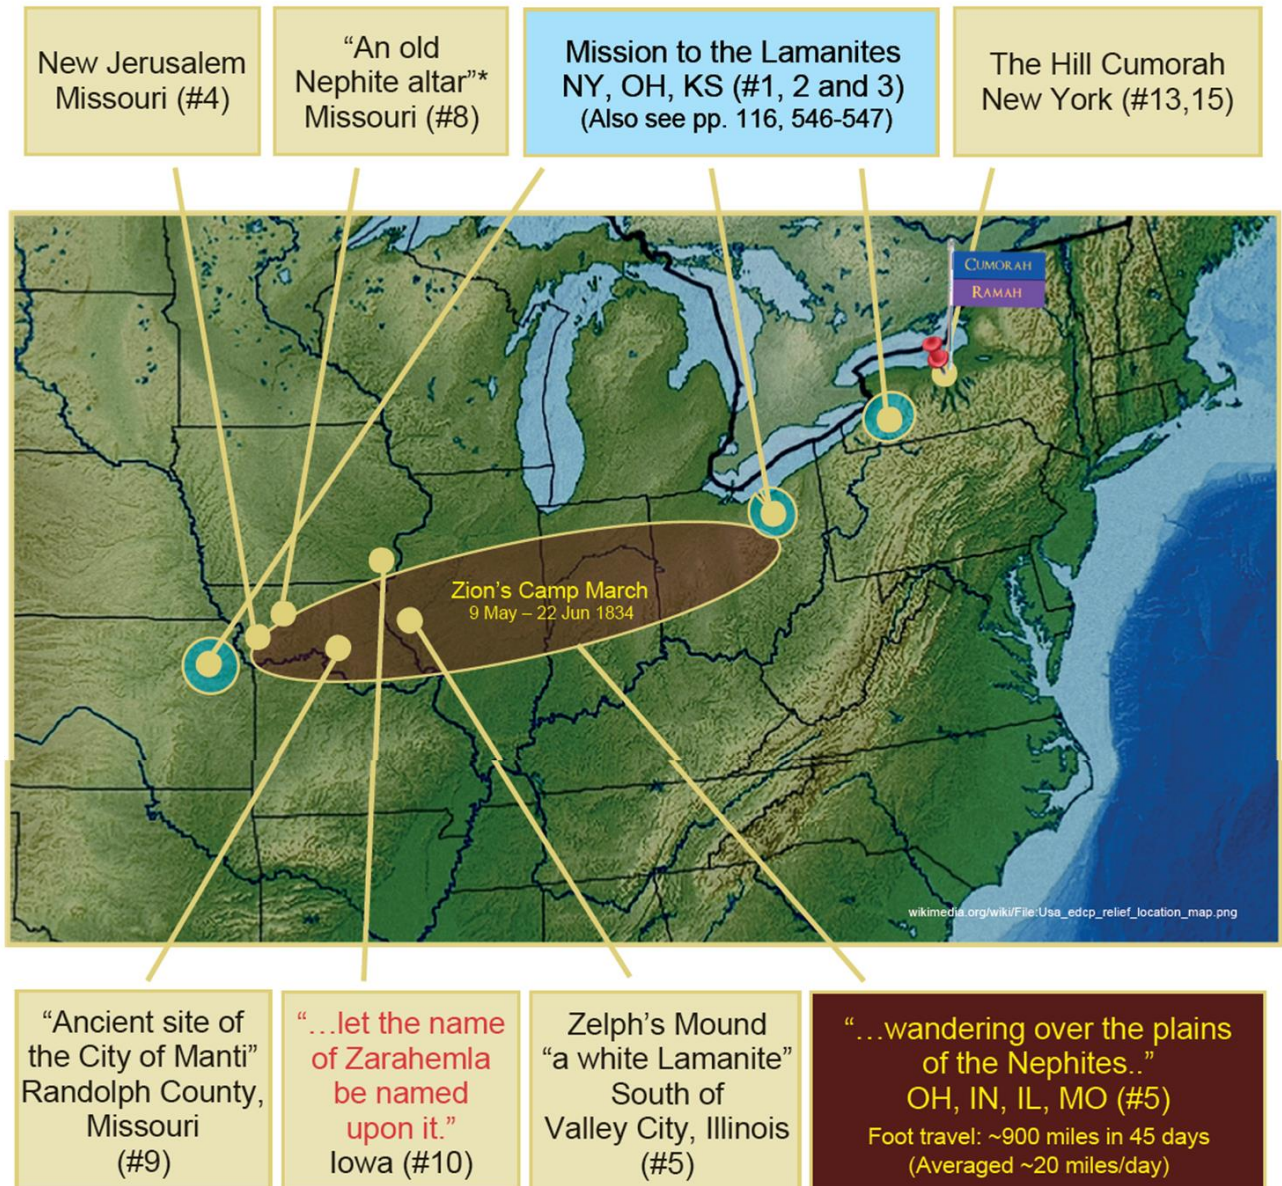 New Jerusalem
Missouri (#4)
“An old
Nephite altar”*
Missouri (#8)
Mission to the Lamanites
NY, OH, KS (#1, 2 and 3)
(Also see pp. 116, 546-547)
The Hill Cumorah
New York (#13,15)
CUMORAH
RAMAH
Zion’s Camp March
9 May – 22 Jun 1834
wikimedia.org/wiki/File:Usa_edcp_relief_location_map.png
“Ancient site of
the City of Manti”
Randolph County,
Missouri
(#9)
“…let the name
of Zarahemla
be named
upon it.”
Iowa (#10)
Zelph’s Mound
“a white Lamanite”
South of
Valley City, Illinois
(#5)
“…wandering over the plains
of the Nephites..”
OH, IN, IL, MO (#5)
Foot travel: ~900 miles in 45 days
(Averaged ~20 miles/day)